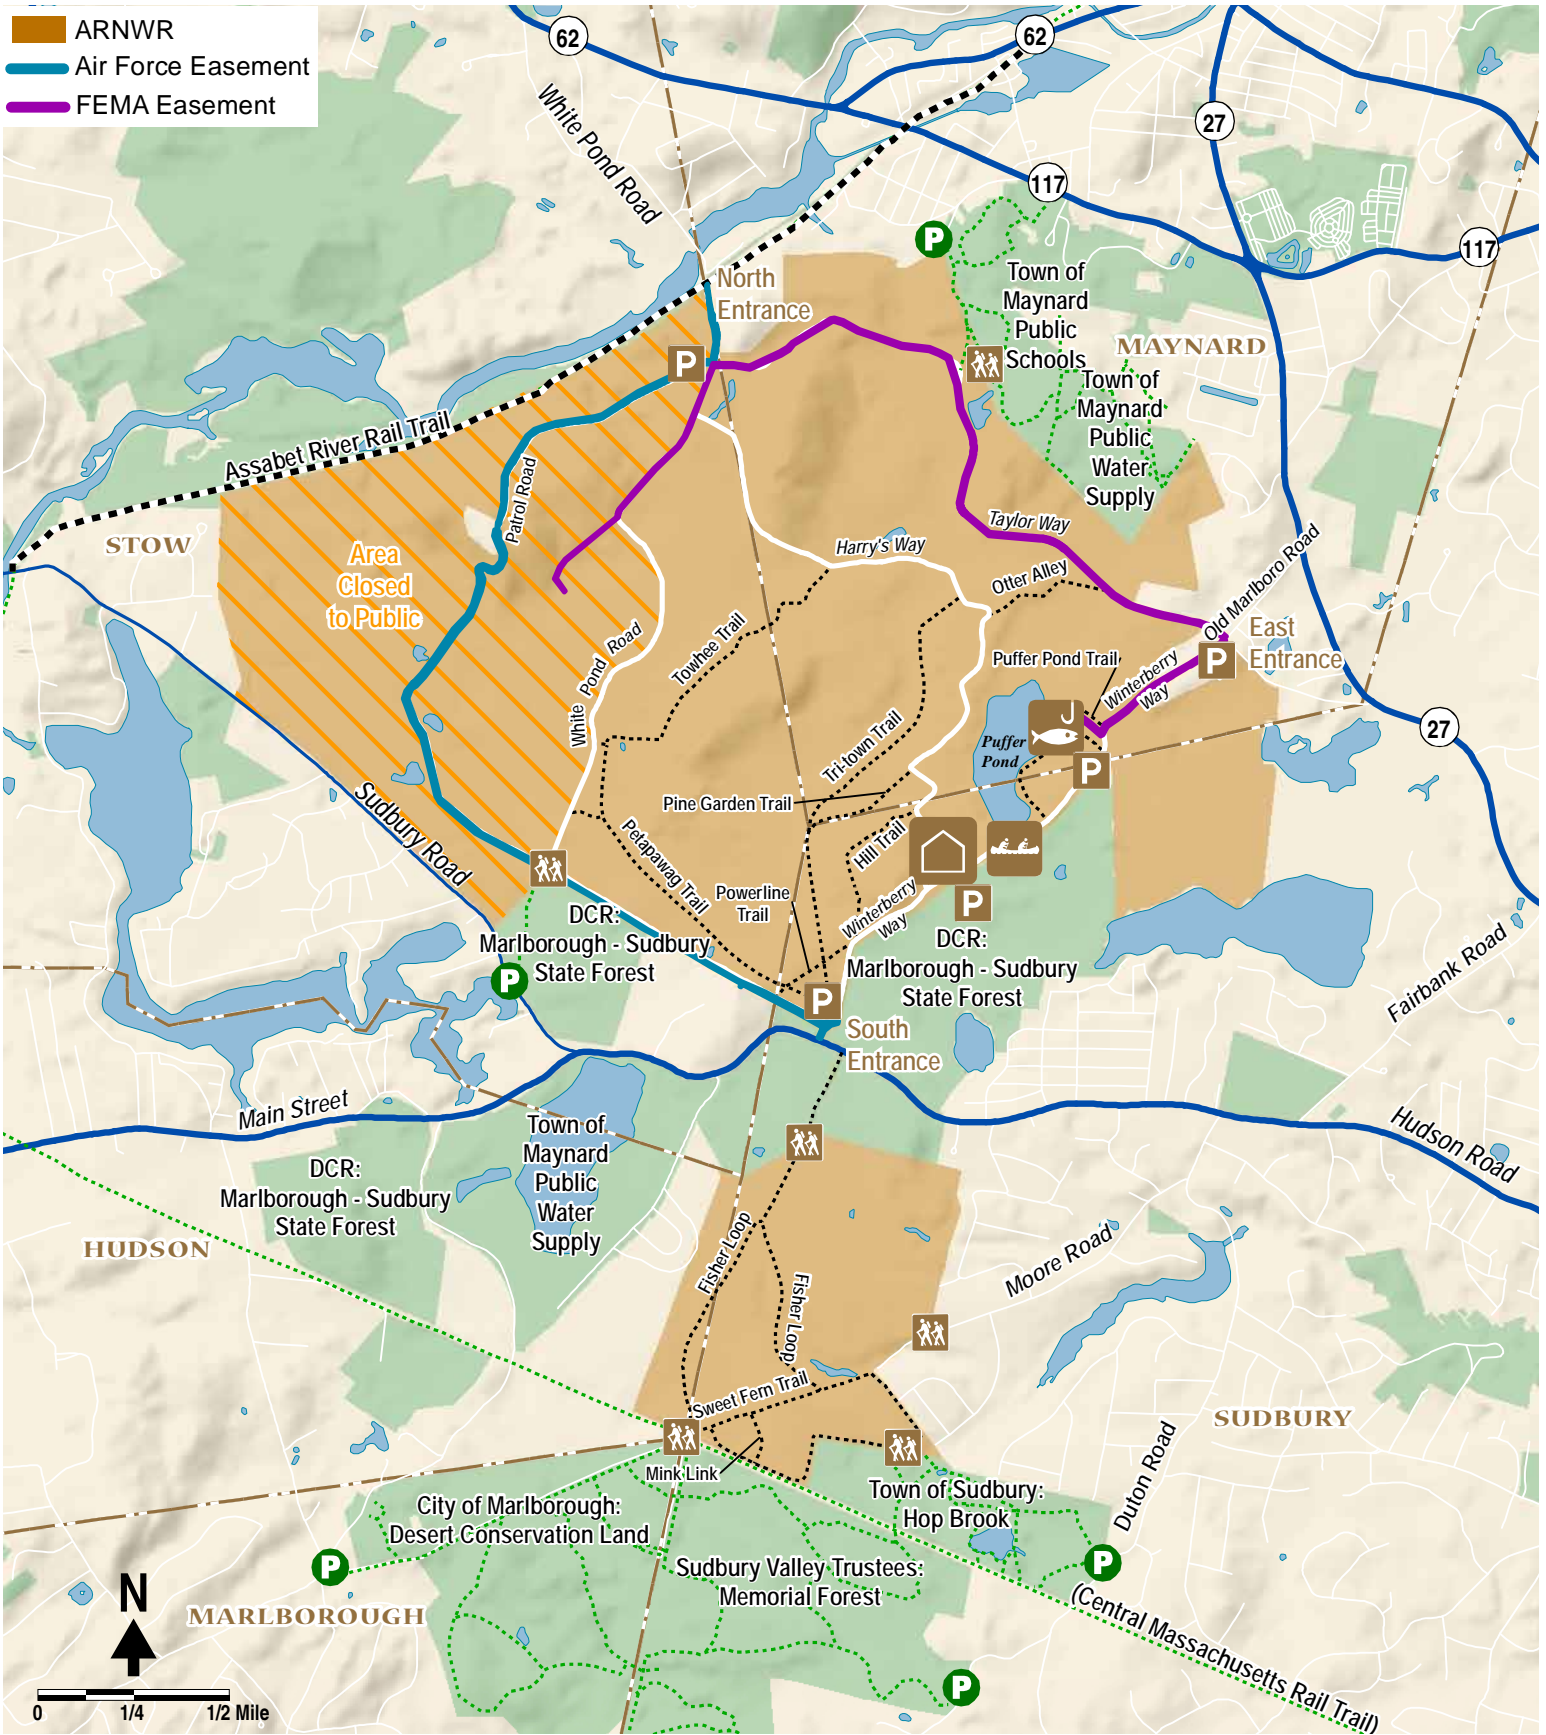 ARNWR
Air Force Easement
FEMA Easement
62
62
White Pond Road
27
117
117
North
Entrance
P
P
Town of
Maynard
Public
Schools
MAYNARD
Town of
Maynard
Public
Water
Supply
Assabet River Rail Trail
Patrol Road
STOW
Area
Closed
to Public
Taylor Way
Harry's Way
Otter Alley
Old Marlboro Road
East
Entrance
P
Towhee Trail
White Pond Road
Puffer Pond Trail
Winterberry
Way
Puffer
Pond
P
27
Tri-town Trail
Pine Garden Trail
Sudbury Road
Petapawag Trail
Hill Trail
Powerline
Trail
Winterberry
Way
P
DCR:
Marlborough - Sudbury
State Forest
P
DCR:
Marlborough - Sudbury
State Forest
P
South
Entrance
Fairbank Road
Main Street
Hudson Road
Town of
Maynard
Public
Water
Supply
DCR:
Marlborough - Sudbury
State Forest
HUDSON
Fisher Loop
Fisher Loop
Moore Road
Sweet Fern Trail
Mink Link
SUDBURY
Duton Road
City of Marlborough:
Desert Conservation Land
Town of Sudbury:
Hop Brook
Sudbury Valley Trustees:
Memorial Forest
P
P
P
(Central Massachusetts Rail Trail)
MARLBOROUGH
N
0 1/4 1/2 Mile